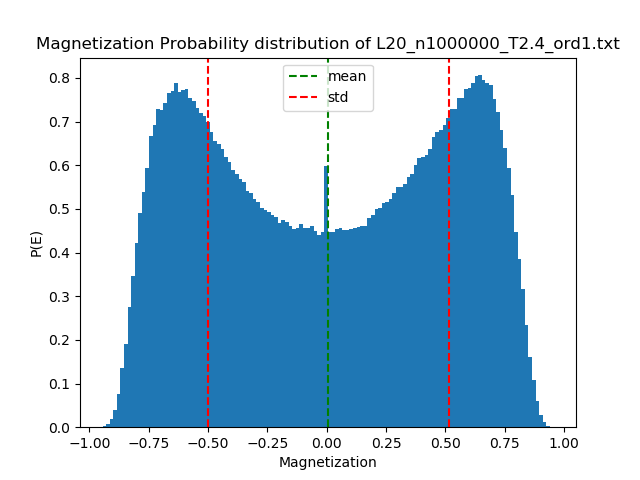 Magnetization Probability distribution of L20_n1000000_T2.4_ord1.txt
mean
std
P(E)
0.8
0.7
0.6
0.5
0.4
0.3
0.2
0.1
0.0
−1.00 −0.75 −0.50 −0.25 0.00 0.25 0.50 0.75 1.00
Magnetization